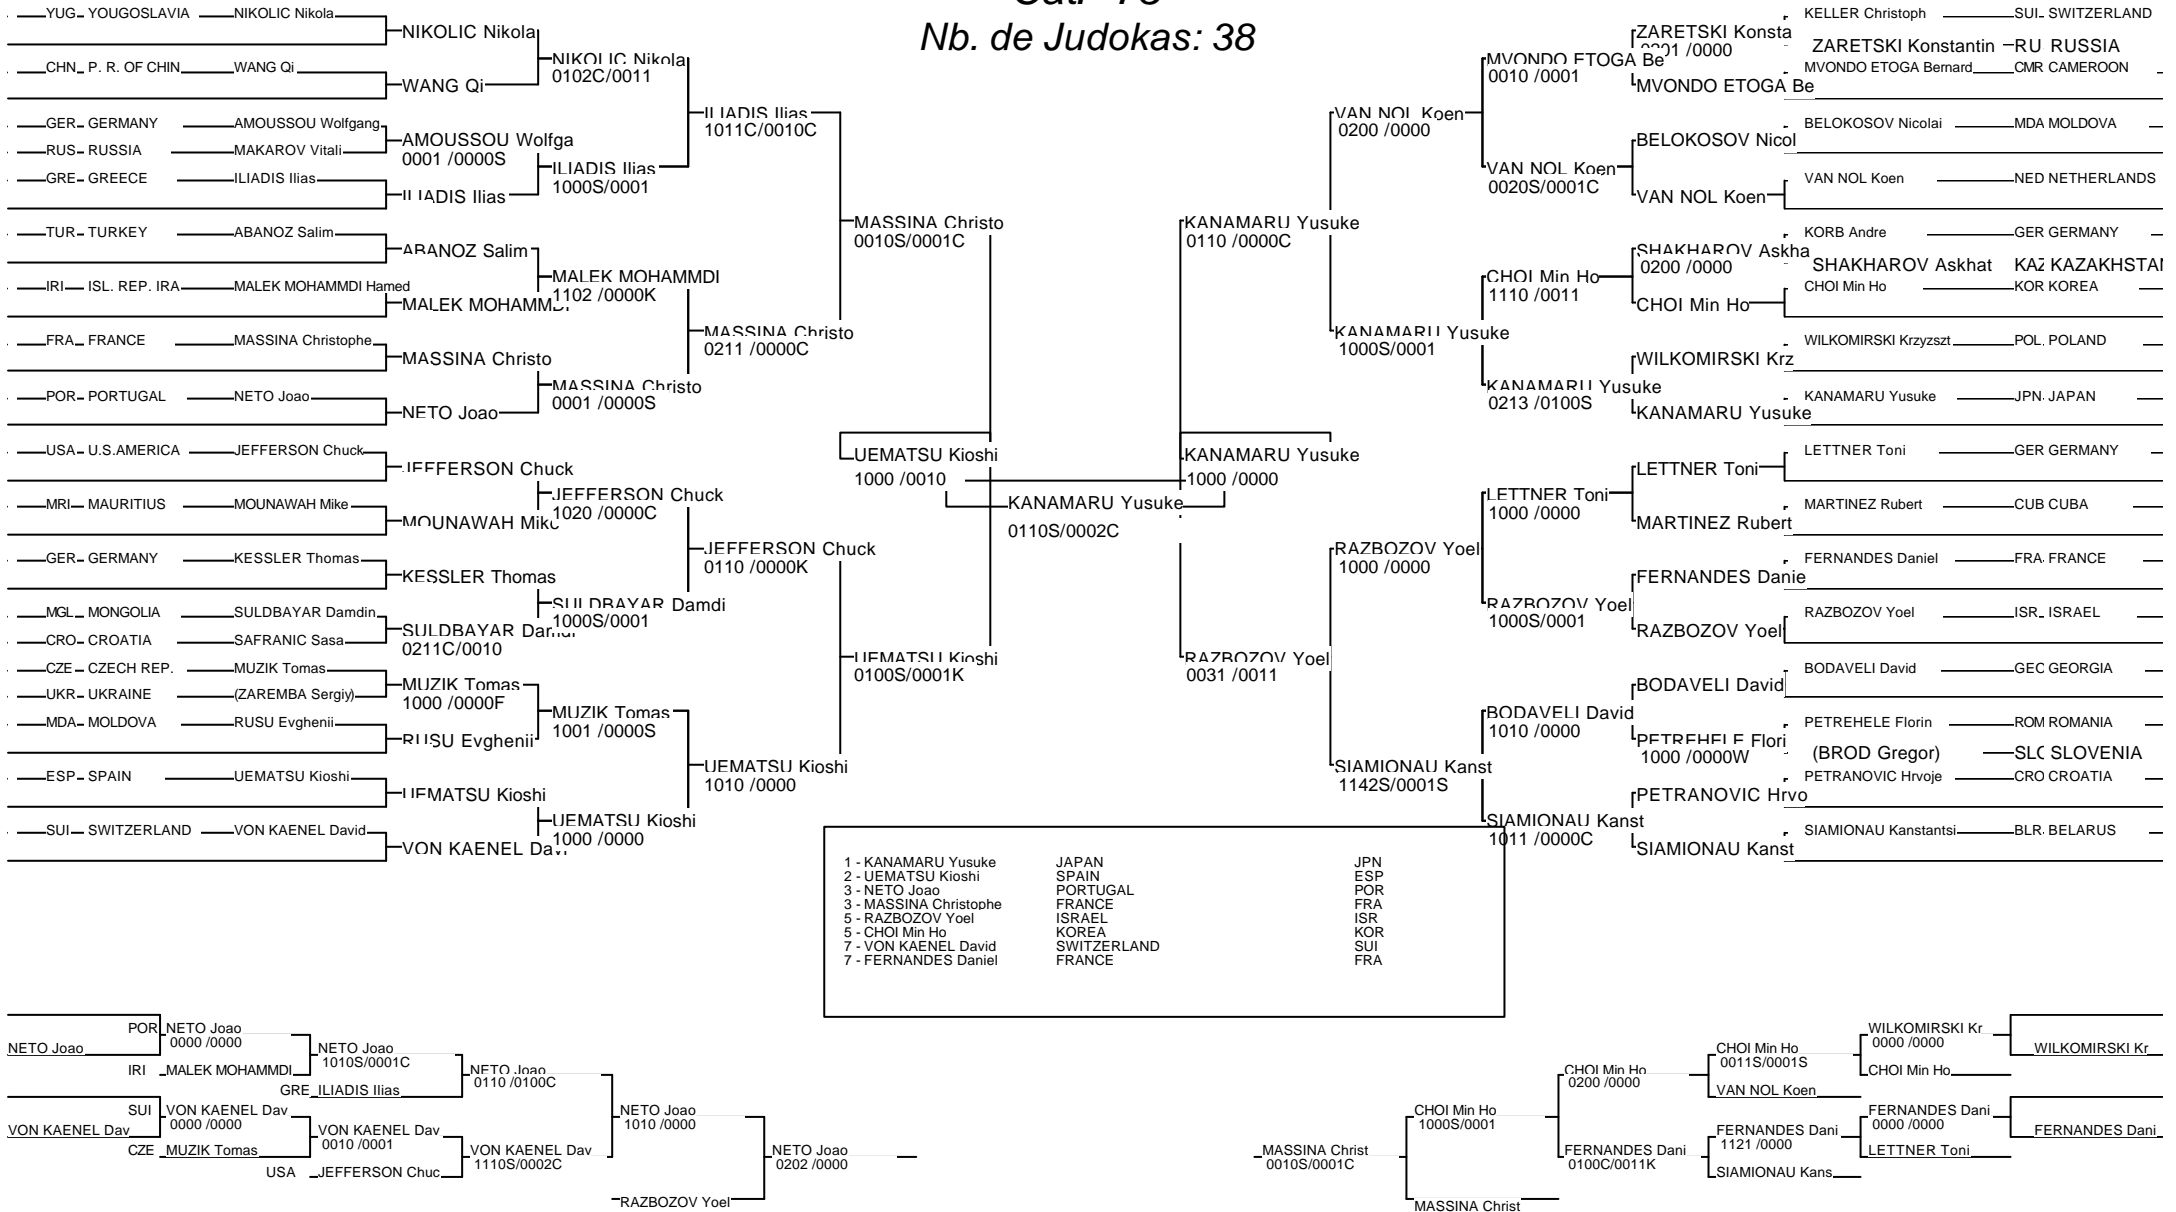 Nb. de Judokas: 38
YUG YOUGOSLAVIA NIKOLIC Nikola
CHN P. R. OF CHIN WANG Qi
GER GERMANY AMOUSSOU Wolfgang
RUS RUSSIA MAKAROV Vitali
GRE GREECE ILIADIS Ilias
TUR TURKEY ABANOZ Salim
IRI ISL. REP. IRA MALEK MOHAMMDI Hamed
FRA FRANCE MASSINA Christophe
POR PORTUGAL NETO Joao
USA U.S.AMERICA JEFFERSON Chuck
MRI MAURITIUS MOUNAWAH Mike
GER GERMANY KESSLER Thomas
MGL MONGOLIA SULDBAYAR Damdin
CRO CROATIA SAFRANIC Sasa
CZE CZECH REP. MUZIK Tomas
UKR UKRAINE (ZAREMBA Sergiy)
MDA MOLDOVA RUSU Evghenii
ESP SPAIN UEMATSU Kioshi
SUI SWITZERLAND VON KAENEL David
NIKOLIC Nikola
WANG Qi
AMOUSSOU Wolfga
0001 /0000S
ILIADIS Ilias
ABANOZ Salim
MALEK MOHAMMDI
MASSINA Christo
NETO Joao
JEFFERSON Chuck
MOUNAWAH Mike
KESSLER Thomas
SULDBAYAR Damdi
0211C/0010
MUZIK Tomas
1000 /0000F
RUSU Evghenii
UEMATSU Kioshi
VON KAENEL Davi
NIKOLIC Nikola
0102C/0011
ILIADIS Ilias
1000S/0001
MALEK MOHAMMDI
1102 /0000K
MASSINA Christo
0001 /0000S
JEFFERSON Chuck
1020 /0000C
SULDBAYAR Damdi
1000S/0001
MUZIK Tomas
1001 /0000S
UEMATSU Kioshi
1000 /0000
ILIADIS Ilias
1011C/0010C
MASSINA Christo
0211 /0000C
JEFFERSON Chuck
0110 /0000K
UEMATSU Kioshi
1010 /0000
MASSINA Christo
0010S/0001C
UEMATSU Kioshi
0100S/0001K
UEMATSU Kioshi
1000 /0010
KANAMARU Yusuke
0110S/0002C
KANAMARU Yusuke
1000 /0000
KANAMARU Yusuke
0110 /0000C
RAZBOZOV Yoel
0031 /0011
VAN NOL Koen
0200 /0000
KANAMARU Yusuke
1000S/0001
RAZBOZOV Yoel
1000 /0000
SIAMIONAU Kanst
1142S/0001S
MVONDO ETOGA Be
0010 /0001
VAN NOL Koen
0020S/0001C
CHOI Min Ho
1110 /0011
KANAMARU Yusuke
0213 /0100S
LETTNER Toni
1000 /0000
RAZBOZOV Yoel
1000S/0001
BODAVELI David
1010 /0000
SIAMIONAU Kanst
1011 /0000C
ZARETSKI Konsta
0201 /0000
MVONDO ETOGA Be
BELOKOSOV Nicol
VAN NOL Koen
SHAKHAROV Askha
0200 /0000
CHOI Min Ho
WILKOMIRSKI Krz
KANAMARU Yusuke
LETTNER Toni
MARTINEZ Rubert
FERNANDES Danie
RAZBOZOV Yoel
BODAVELI David
PETREHELE Flori
1000 /0000W
PETRANOVIC Hrvo
SIAMIONAU Kanst
KELLER Christoph SUI SWITZERLAND
ZARETSKI Konstantin RU RUSSIA
MVONDO ETOGA Bernard CMR CAMEROON
BELOKOSOV Nicolai MDA MOLDOVA
VAN NOL Koen NED NETHERLANDS
KORB Andre GER GERMANY
SHAKHAROV Askhat KAZ KAZAKHSTAN
CHOI Min Ho KOR KOREA
WILKOMIRSKI Krzyzszt POL POLAND
KANAMARU Yusuke JPN JAPAN
LETTNER Toni GER GERMANY
MARTINEZ Rubert CUB CUBA
FERNANDES Daniel FRA FRANCE
RAZBOZOV Yoel ISR ISRAEL
BODAVELI David GEO GEORGIA
PETREHELE Florin ROM ROMANIA
(BROD Gregor) SLO SLOVENIA
PETRANOVIC Hrvoje CRO CROATIA
SIAMIONAU Kanstantsi BLR BELARUS
1 - KANAMARU Yusuke JAPAN JPN
2 - UEMATSU Kioshi SPAIN ESP
3 - NETO Joao PORTUGAL POR
3 - MASSINA Christophe FRANCE FRA
5 - RAZBOZOV Yoel ISRAEL ISR
5 - CHOI Min Ho KOREA KOR
7 - VON KAENEL David SWITZERLAND SUI
7 - FERNANDES Daniel FRANCE FRA
NETO Joao
VON KAENEL Dav
POR NETO Joao
0000 /0000
IRI MALEK MOHAMMDI
SUI VON KAENEL Dav
0000 /0000
CZE MUZIK Tomas
NETO Joao
1010S/0001C
GRE ILIADIS Ilias
VON KAENEL Dav
0010 /0001
USA JEFFERSON Chuc
NETO Joao
0110 /0100C
VON KAENEL Dav
1110S/0002C
NETO Joao
1010 /0000
RAZBOZOV Yoel
NETO Joao
0202 /0000
MASSINA Christ
0010S/0001C
CHOI Min Ho
1000S/0001
MASSINA Christ
CHOI Min Ho
0200 /0000
FERNANDES Dani
0100C/0011K
CHOI Min Ho
0011S/0001S
VAN NOL Koen
FERNANDES Dani
1121 /0000
SIAMIONAU Kans
WILKOMIRSKI Kr
0000 /0000
CHOI Min Ho
FERNANDES Dani
0000 /0000
LETTNER Toni
WILKOMIRSKI Kr
FERNANDES Dani